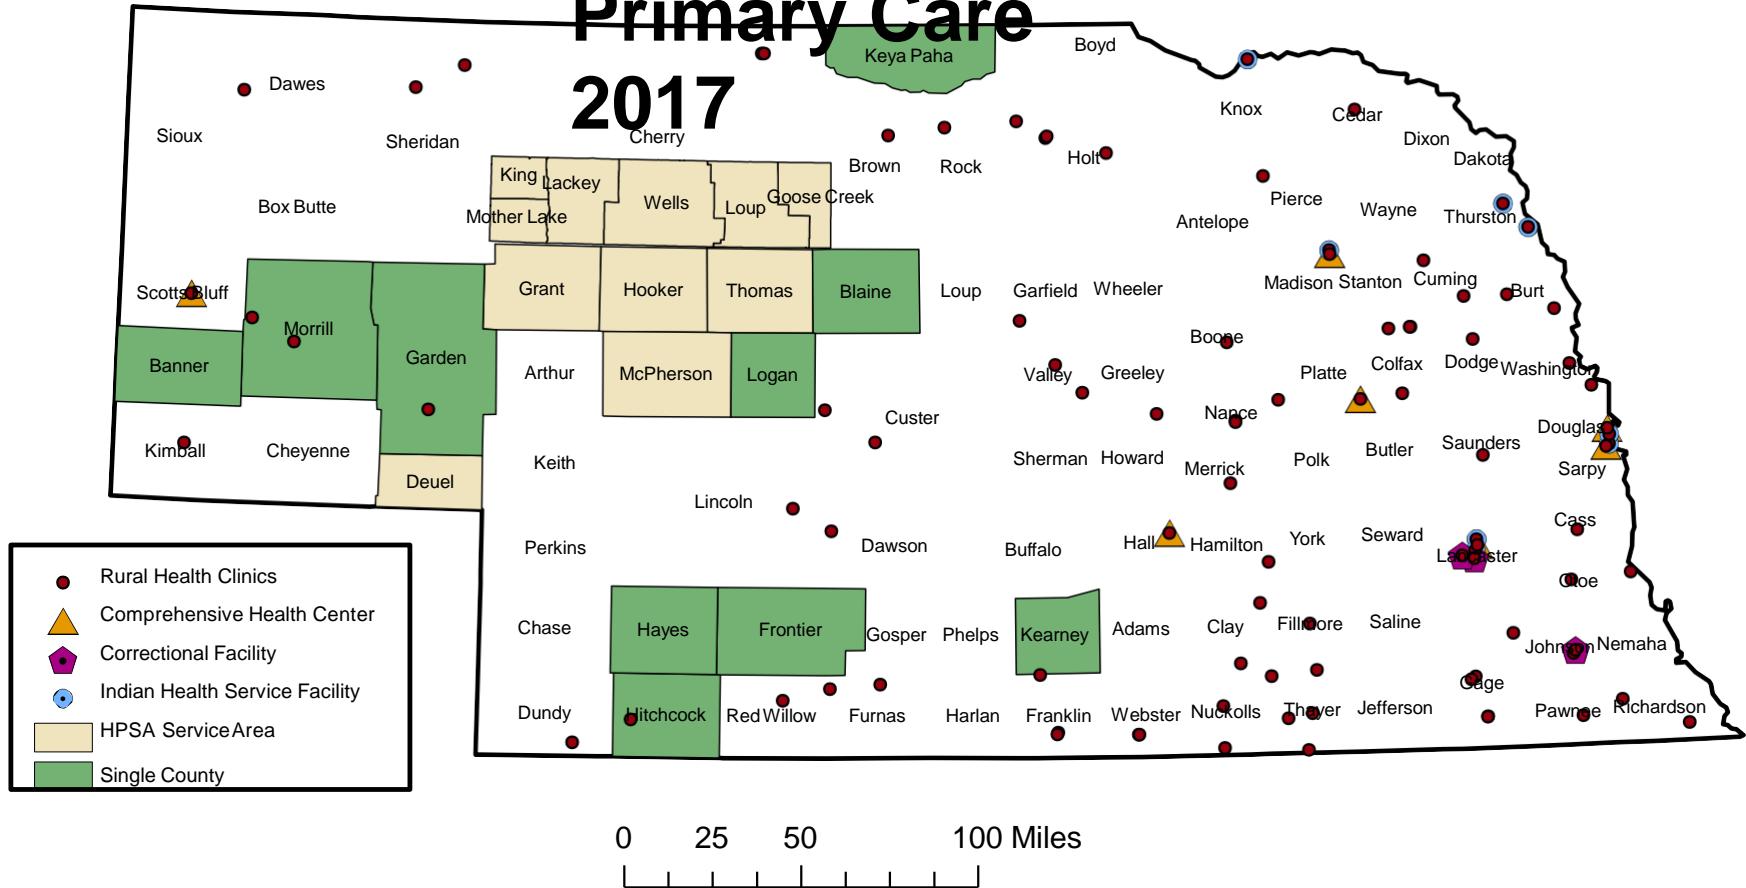 Primary Care
2017
Keya Paha
Boyd
Dawes
Knox
Cedar
Sioux
Sheridan
Cherry
Brown
Rock
Holt
Dixon
Dakota
King
Lackey
Wells
Loup
Goose Creek
Mother Lake
Box Butte
Antelope
Pierce
Wayne
Thurston
Scotts Bluff
Grant
Hooker
Thomas
Blaine
Loup
Garfield
Wheeler
Madison
Stanton
Cuming
Burt
Morrill
Banner
Garden
Arthur
McPherson
Logan
Valley
Greeley
Boone
Platte
Colfax
Dodge
Washington
Custer
Nance
Kimball
Cheyenne
Deuel
Keith
Lincoln
Sherman
Howard
Merrick
Polk
Butler
Saunders
Douglas
Sarpy
Perkins
Dawson
Buffalo
Hall
Hamilton
York
Seward
Lancaster
Cass
Otoe
Chase
Hayes
Frontier
Gosper
Phelps
Kearney
Adams
Clay
Fillmore
Saline
Johnson
Nemaha
Gage
Dundy
Hitchcock
Red Willow
Furnas
Harlan
Franklin
Webster
Nuckolls
Thayer
Jefferson
Pawnee
Richardson
Rural Health Clinics
Comprehensive Health Center
Correctional Facility
Indian Health Service Facility
HPSA Service Area
Single County
0 25 50 100 Miles